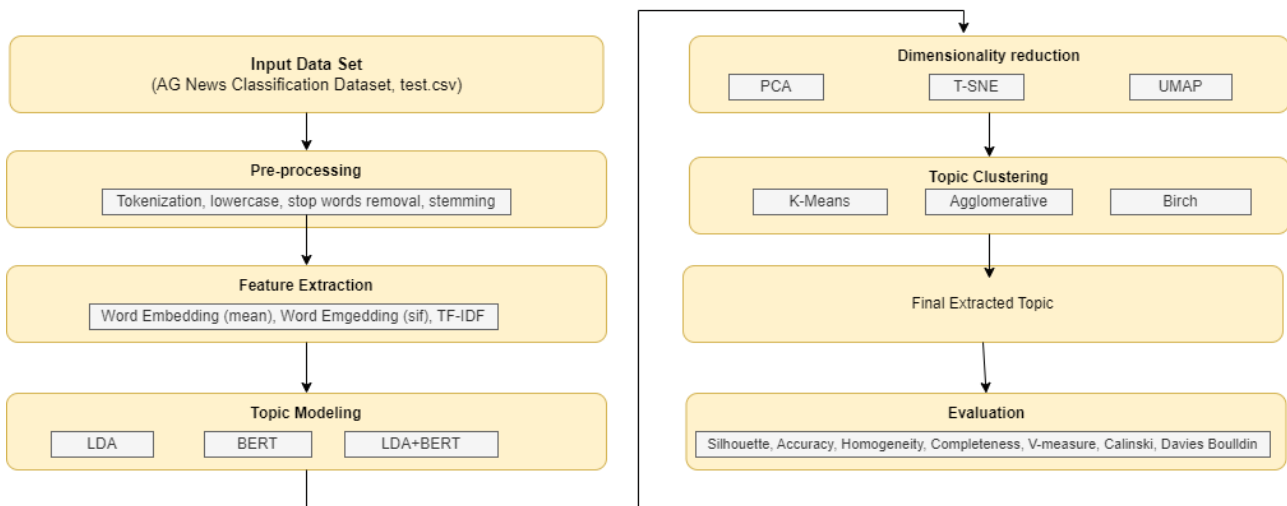 Input Data Set
(AG News Classification Dataset, test.csv)
Pre-processing
Tokenization, lowercase, stop words removal, stemming
Feature Extraction
Word Embedding (mean), Word Emgedding (sif), TF-IDF
Topic Modeling
LDA
BERT
LDA+BERT
Dimensionality reduction
PCA
T-SNE
UMAP
Topic Clustering
K-Means
Agglomerative
Birch
Final Extracted Topic
Evaluation
Silhouette, Accuracy, Homogeneity, Completeness, V-measure, Calinski, Davies Boulldin